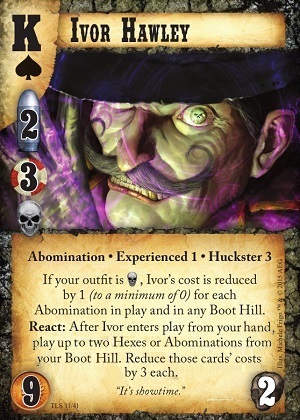 K
IVOR HAWLEY
2
3
Abomination • Experienced 1 • Huckster 3
If your outfit is , Ivor's cost is reduced
by 1 (to a minimum of 0) for each
Abomination in play and in any Boot Hill.
React: After Ivor enters play from your hand,
play up to two Hexes or Abominations from
your Boot Hill. Reduce those cards' costs
by 3 each.
"It's showtime."
9
2